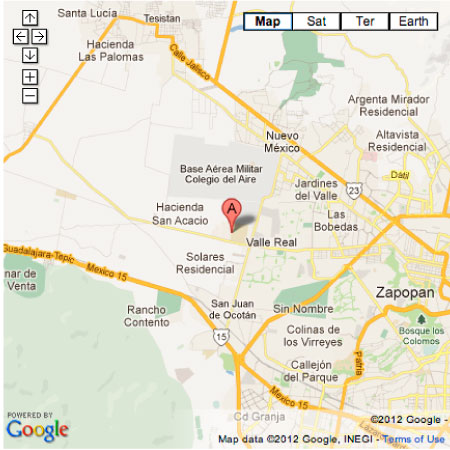 Santa Lucía
Tesistan
Map
Sat
Ter
Earth
Hacienda
Las Palomas
Calle Jalisco
Argenta Mirador
Residencial
Nuevo
México
Altavista
Residencial
Base Aérea Militar
Colegio del Aire
Dátil
Jardines
del Valle
23
Hacienda
San Acacio
A
Las
Bobedas
Valle Real
Guadalajara-Tepic
Mexico 15
Solares
Residencial
nar de
Venta
Zapopan
Rancho
Contento
San Juan
de Ocotán
Sin Nombre
15
Colinas de
los Virreyes
Bosque los
Colomos
Patria
Callejón
del Parque
Mexico 15
Cd Granja
POWERED BY
Google
©2012 Google -
Map data ©2012 Google, INEGI - Terms of Use